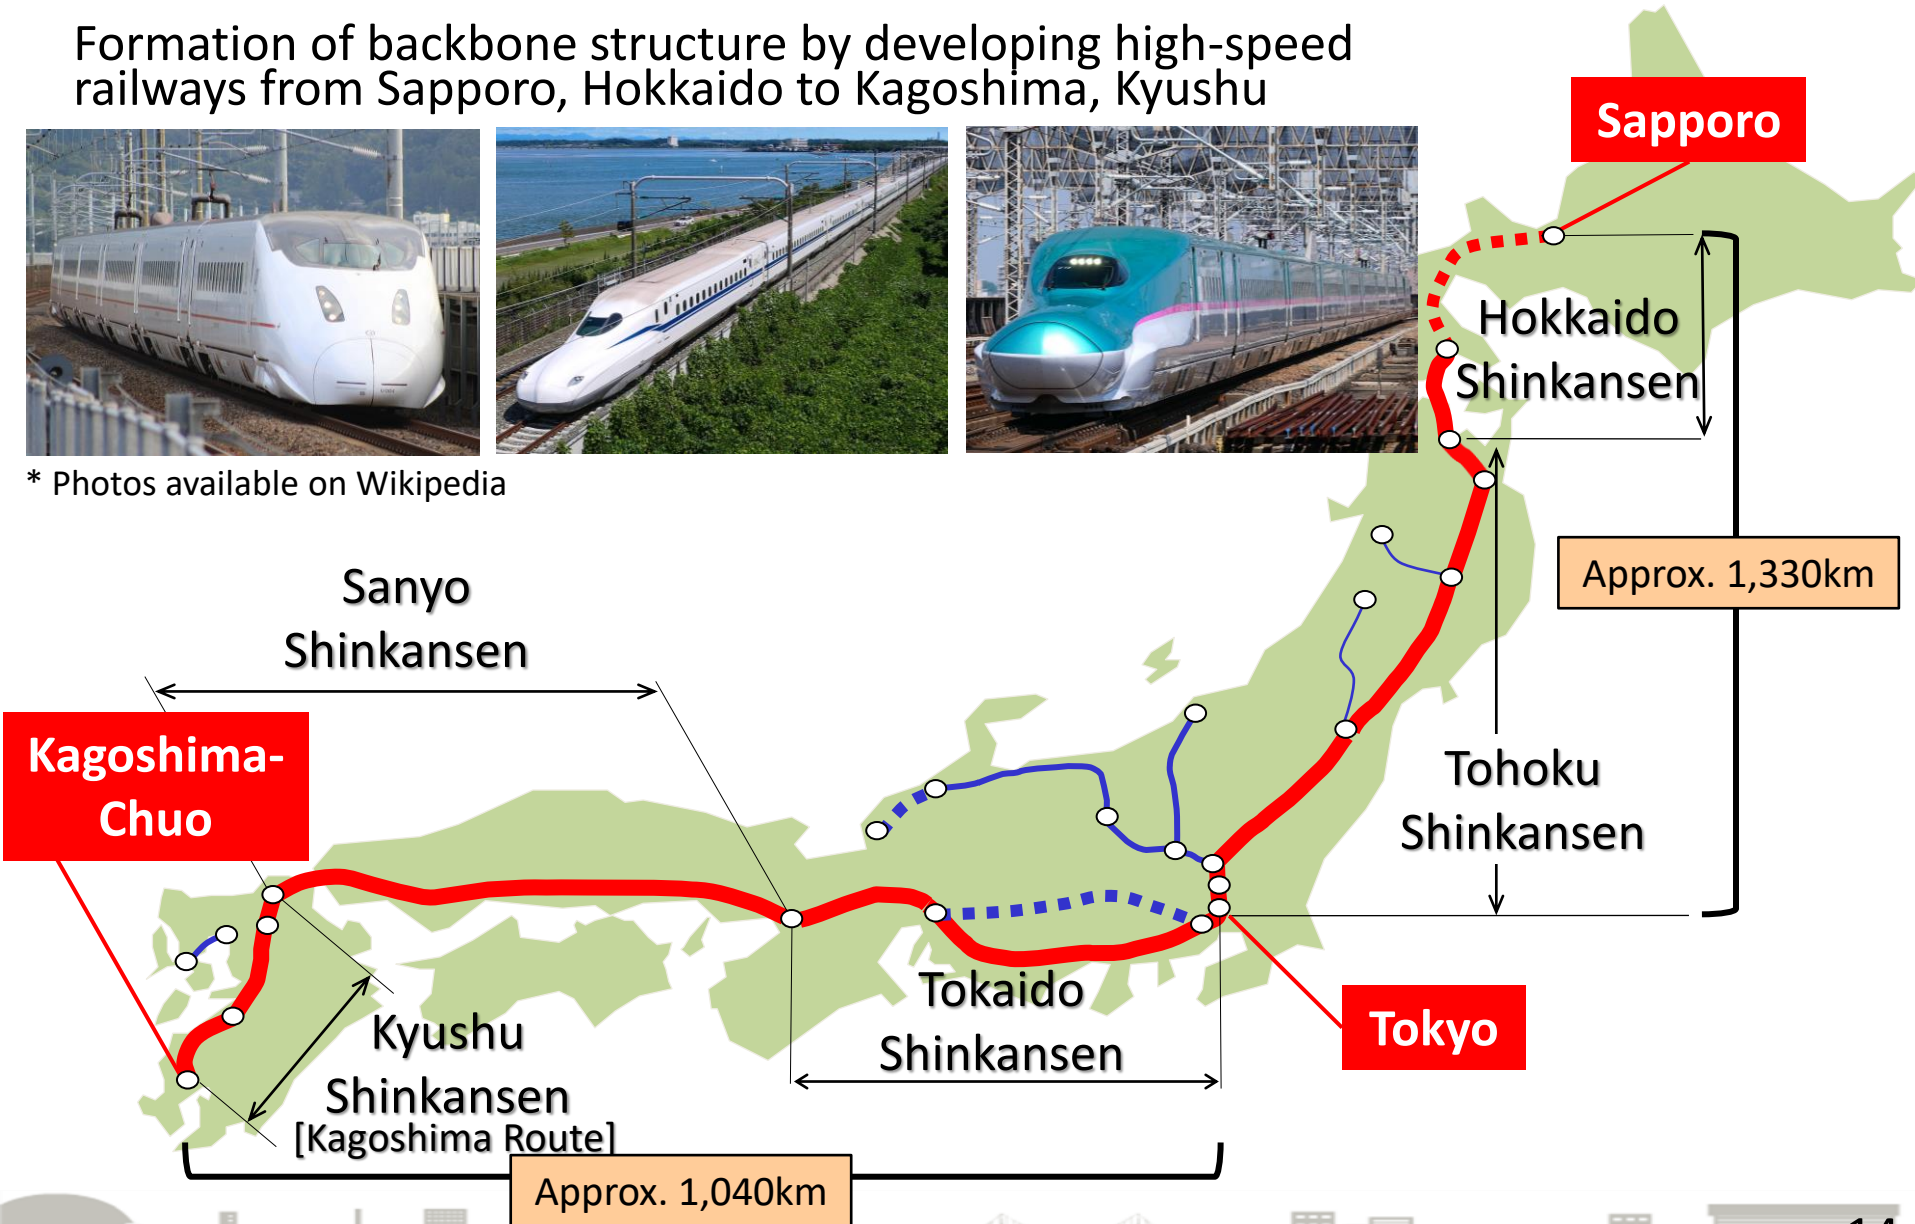 Formation of backbone structure by developing high-speed
railways from Sapporo, Hokkaido to Kagoshima, Kyushu
Sapporo
* Photos available on Wikipedia
Hokkaido
Shinkansen
Approx. 1,330km
Sanyo
Shinkansen
Kagoshima-
Chuo
Tohoku
Shinkansen
Tokaido
Shinkansen
Tokyo
Kyushu
Shinkansen
[Kagoshima Route]
Approx. 1,040km